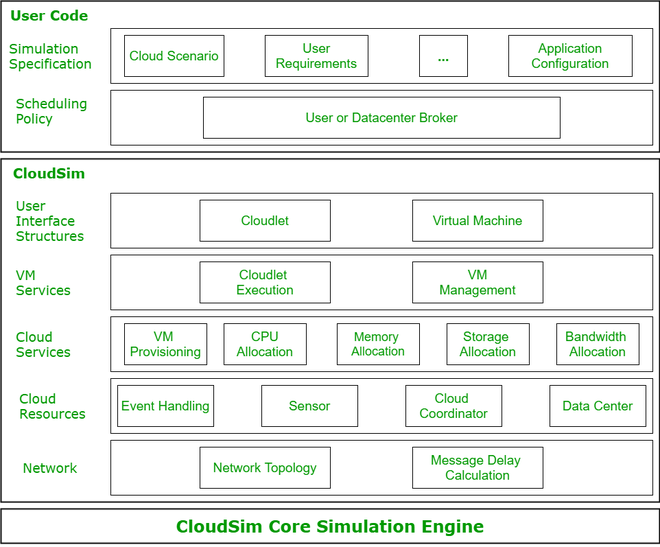 User Code
Simulation
Specification
Cloud Scenario
User
Requirements
...
Application
Configuration
Scheduling
Policy
User or Datacenter Broker
CloudSim
User
Interface
Structures
Cloudlet
Virtual Machine
VM
Services
Cloudlet
Execution
VM
Management
Cloud
Services
VM
Provisioning
CPU
Allocation
Memory
Allocation
Storage
Allocation
Bandwidth
Allocation
Cloud
Resources
Event Handling
Sensor
Cloud
Coordinator
Data Center
Network
Network Topology
Message Delay
Calculation
CloudSim Core Simulation Engine